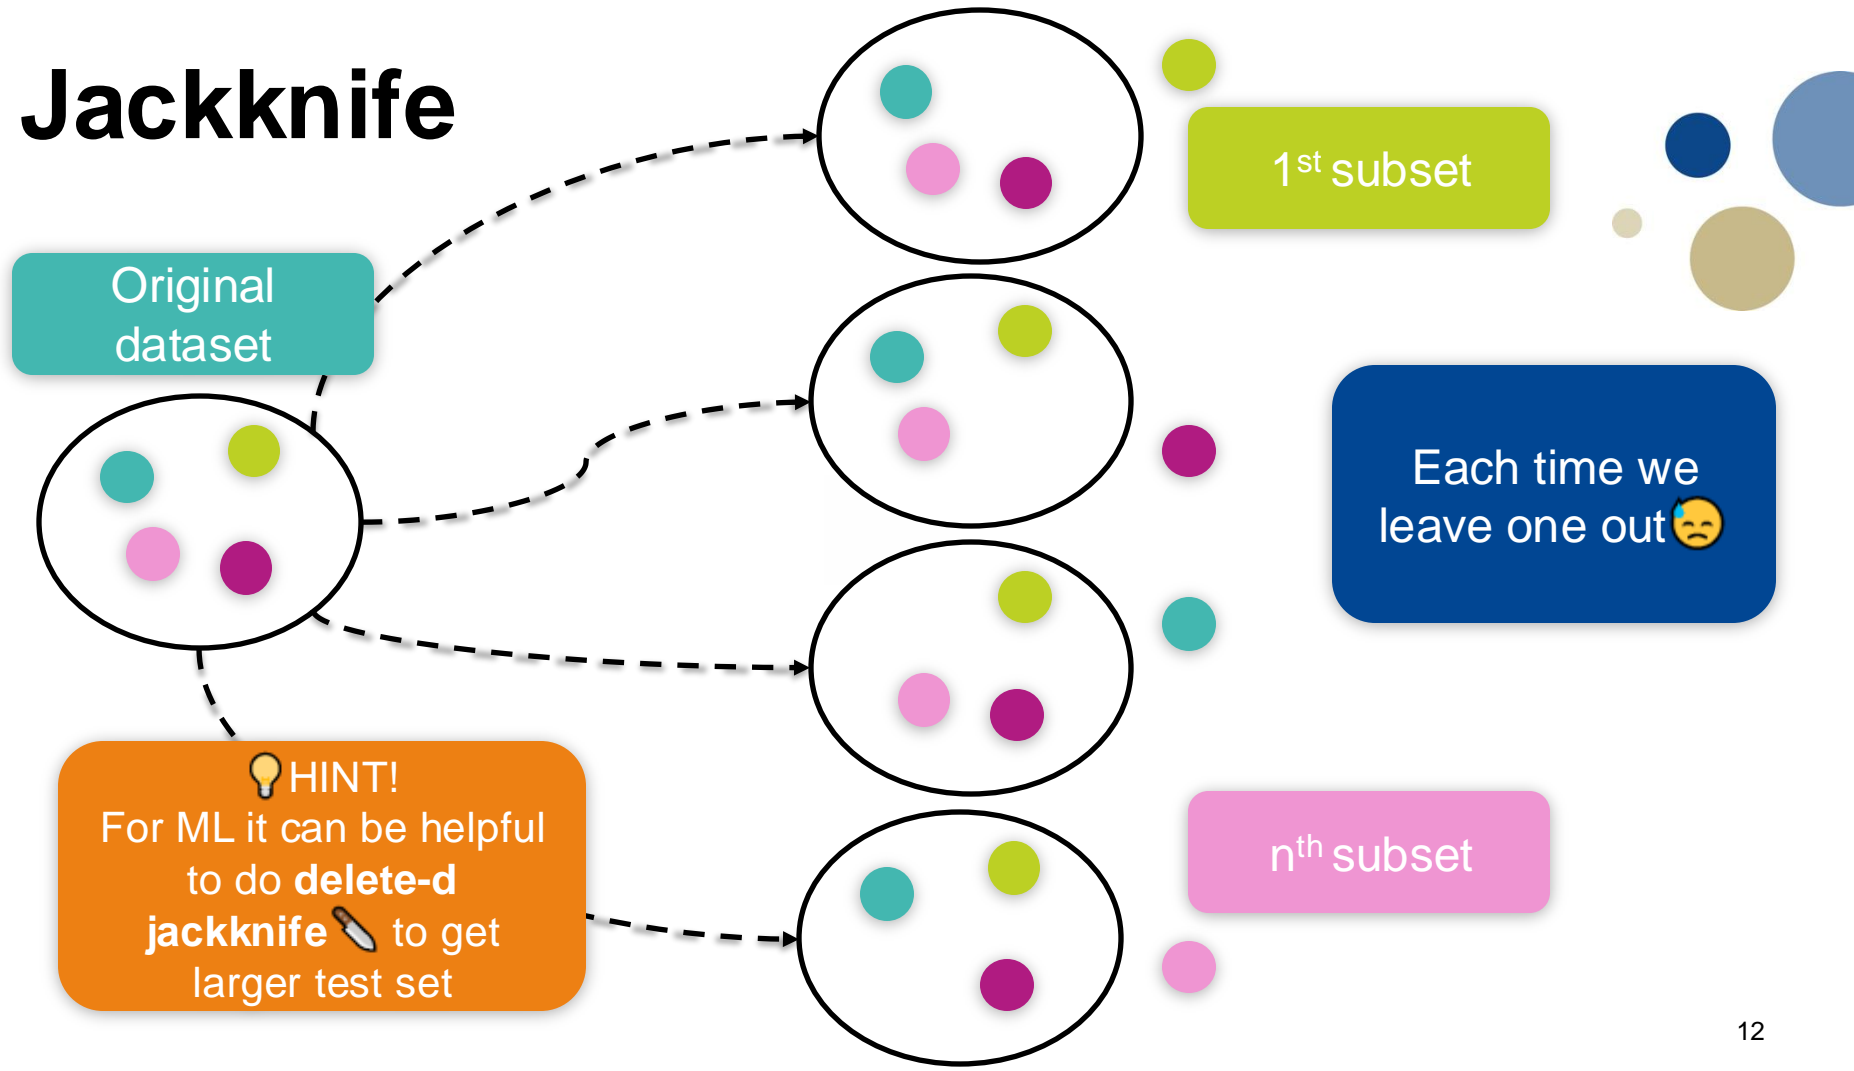 Jackknife
1st subset
Original
dataset
Each time we
leave one out😓
💡HINT!
For ML it can be helpful
to do delete-d
jackknife🔪 to get
larger test set
nth subset
12